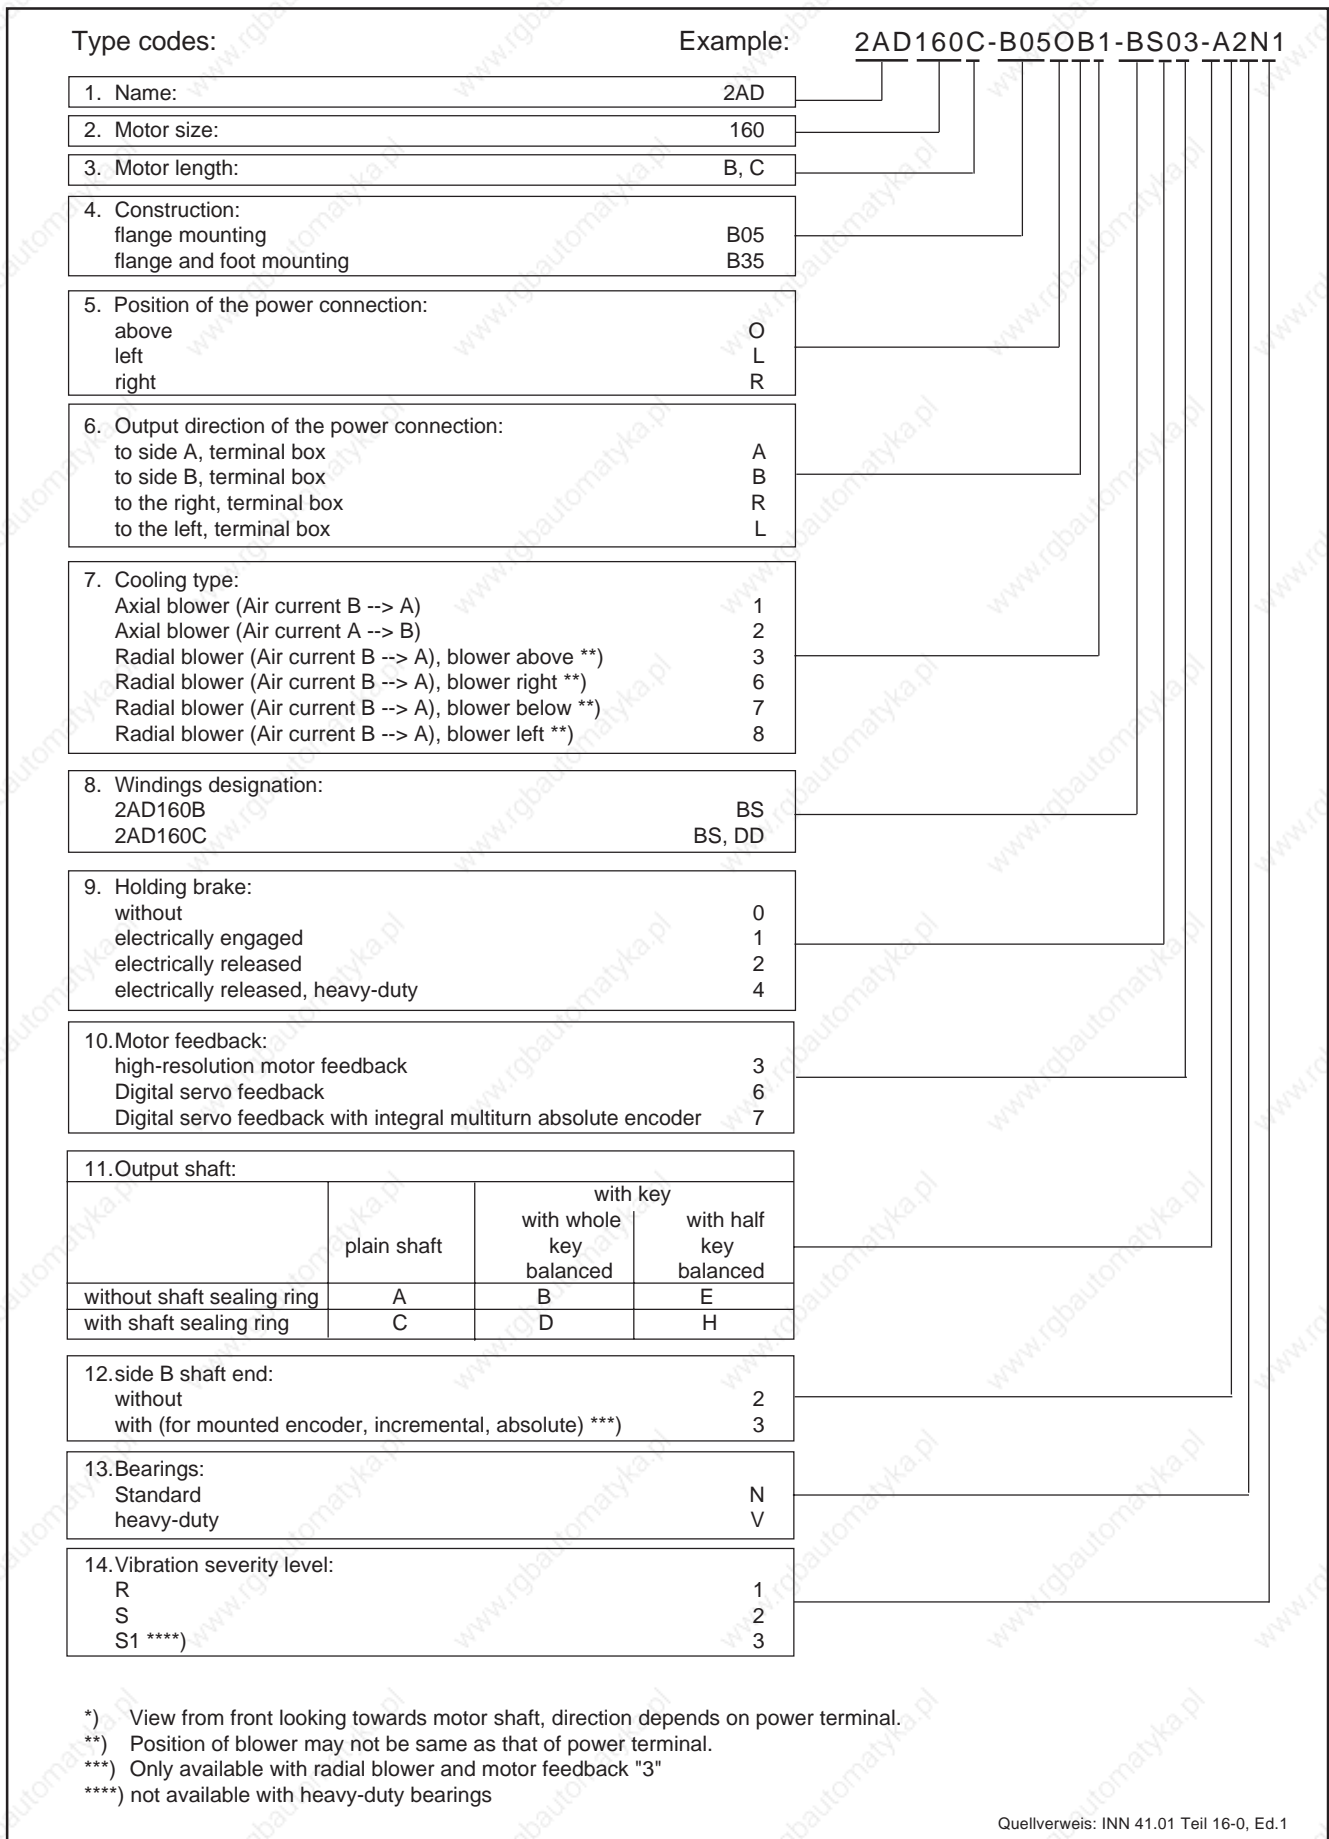 Type codes: Example: 2AD160C-B05OB1-BS03-A2N1
1. Name: 2AD
2. Motor size: 160
3. Motor length: B, C
4. Construction:
flange mounting B05
flange and foot mounting B35
5. Position of the power connection:
above O
left L
right R
6. Output direction of the power connection:
to side A, terminal box A
to side B, terminal box B
to the right, terminal box R
to the left, terminal box L
7. Cooling type:
Axial blower (Air current B --> A) 1
Axial blower (Air current A --> B) 2
Radial blower (Air current B --> A), blower above **) 3
Radial blower (Air current B --> A), blower right **) 6
Radial blower (Air current B --> A), blower below **) 7
Radial blower (Air current B --> A), blower left **) 8
8. Windings designation:
2AD160B BS
2AD160C BS, DD
9. Holding brake:
without 0
electrically engaged 1
electrically released 2
electrically released, heavy-duty 4
10.Motor feedback:
high-resolution motor feedback 3
Digital servo feedback 6
Digital servo feedback with integral multiturn absolute encoder 7
11.Output shaft:
with key
with whole with half
plain shaft key key
balanced balanced
without shaft sealing ring A B E
with shaft sealing ring C D H
12.side B shaft end:
without 2
with (for mounted encoder, incremental, absolute) ***) 3
13.Bearings:
Standard N
heavy-duty V
14.Vibration severity level:
R 1
S 2
S1 ****) 3
*) View from front looking towards motor shaft, direction depends on power terminal.
**) Position of blower may not be same as that of power terminal.
***) Only available with radial blower and motor feedback "3"
****) not available with heavy-duty bearings
Quellverweis: INN 41.01 Teil 16-0, Ed.1
www.rgbautomatyka.pl